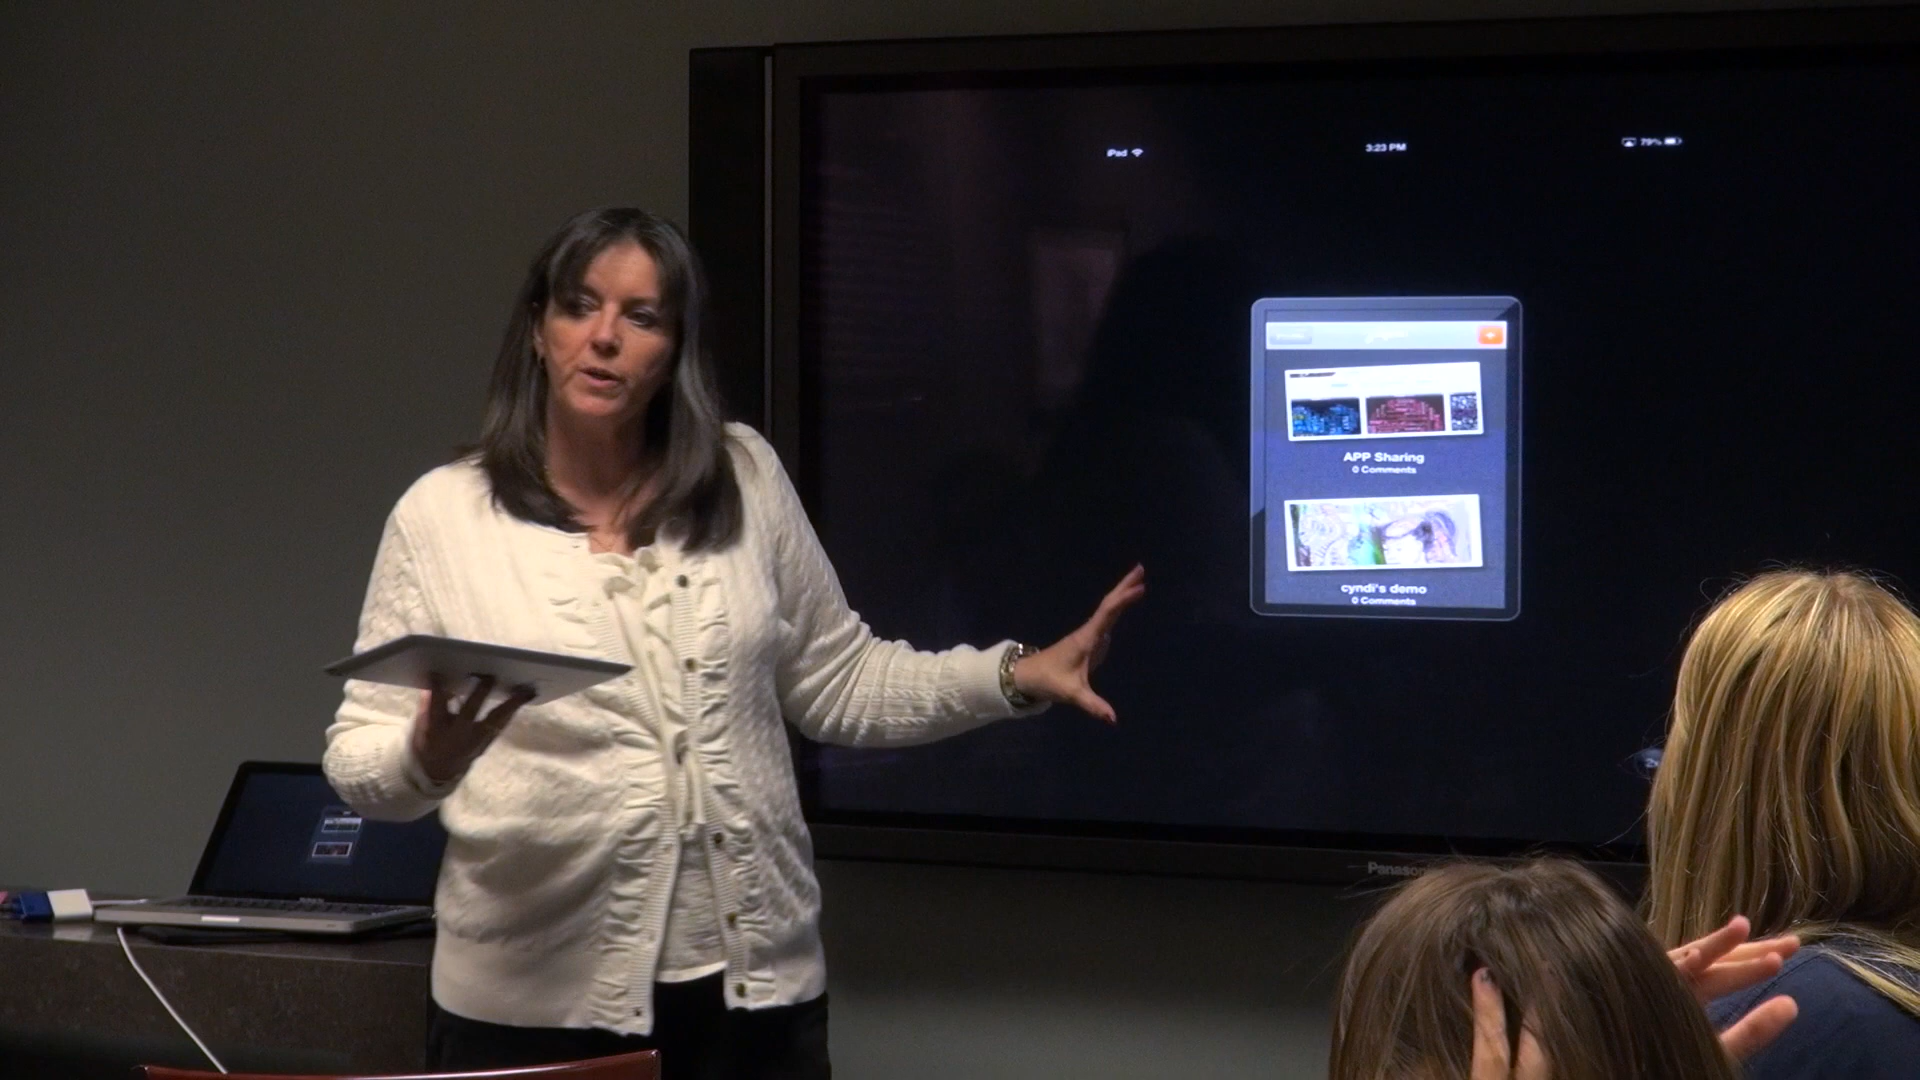 iPad
3:23 PM
79%
APP Sharing
0 Comments
cyndi's demo
0 Comments
Panasonic